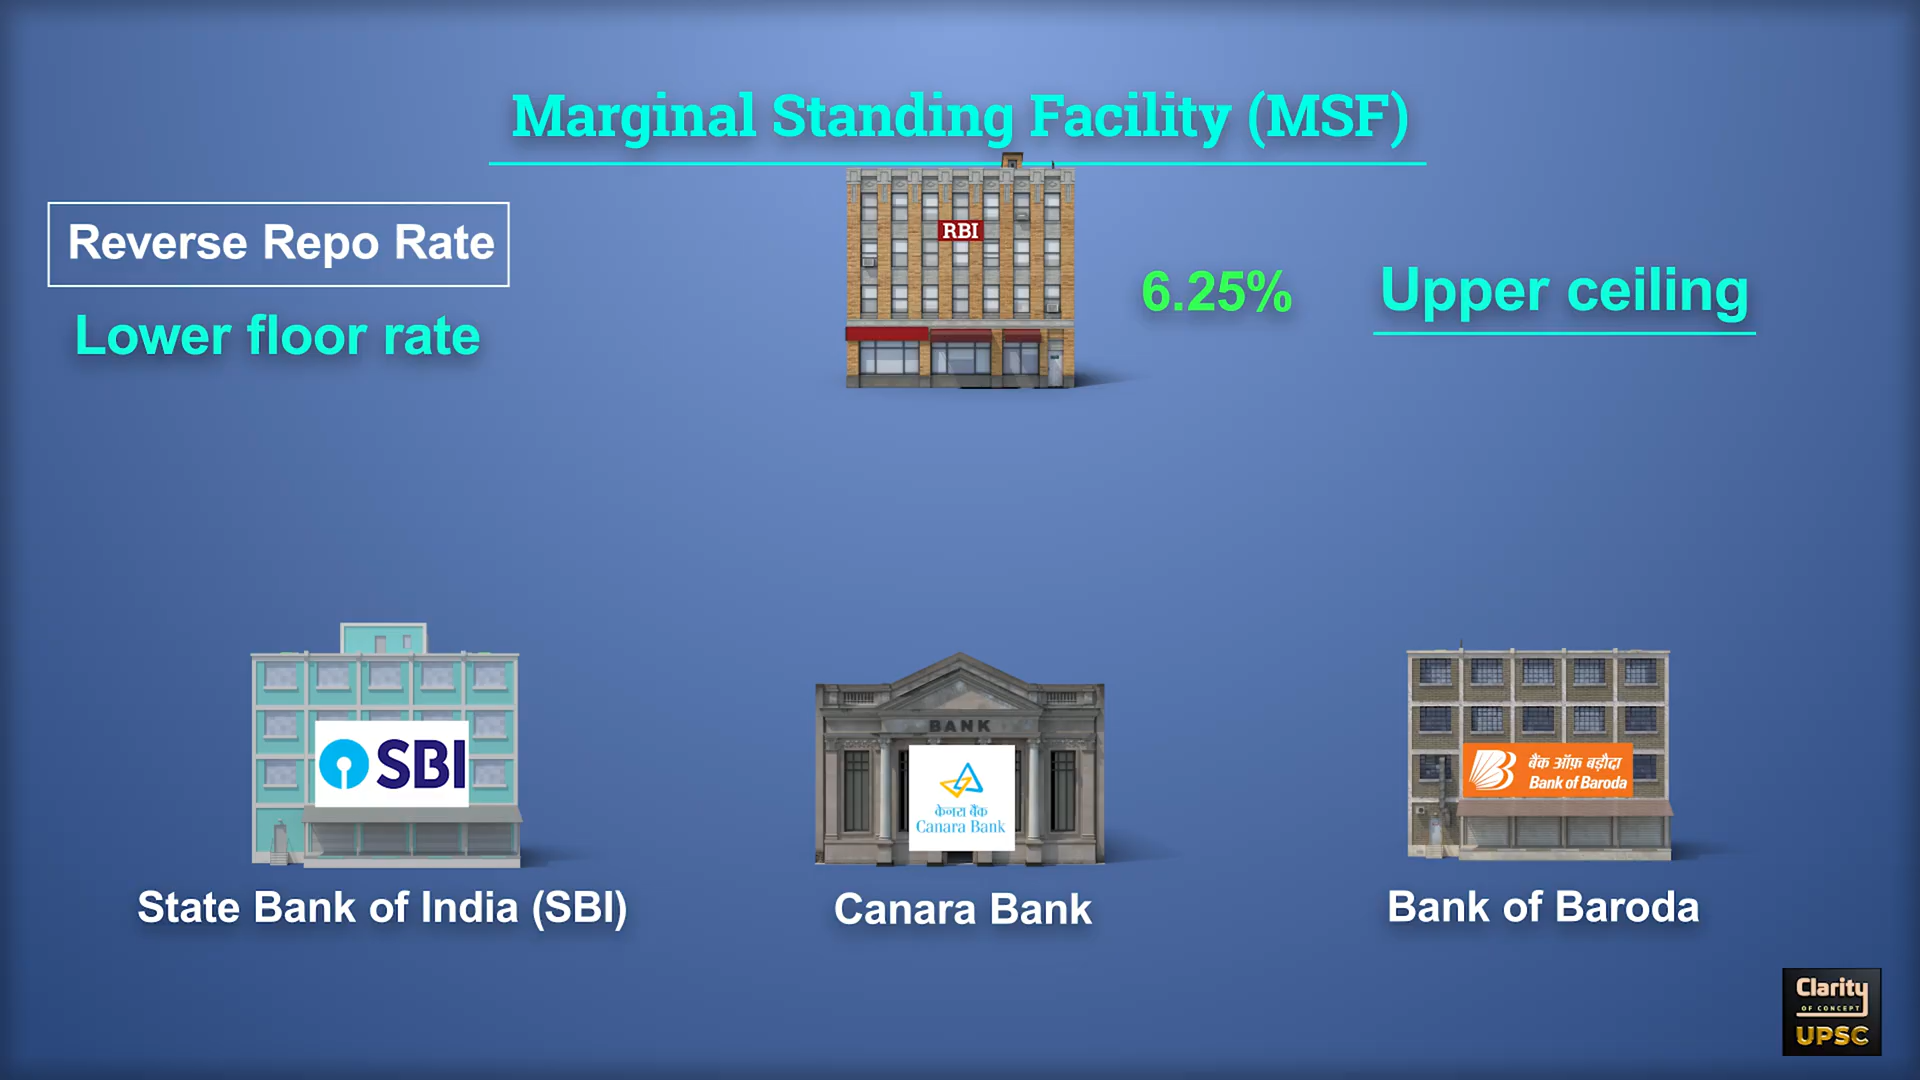 Marginal Standing Facility (MSF)
Reverse Repo Rate
Lower floor rate
RBI
6.25%
Upper ceiling
SBI
BANK
केनरा बैंक
Canara Bank
बैंक ऑफ़ बड़ौदा
Bank of Baroda
State Bank of India (SBI)
Canara Bank
Bank of Baroda
Clarity
OF CONCEPT
UPSC